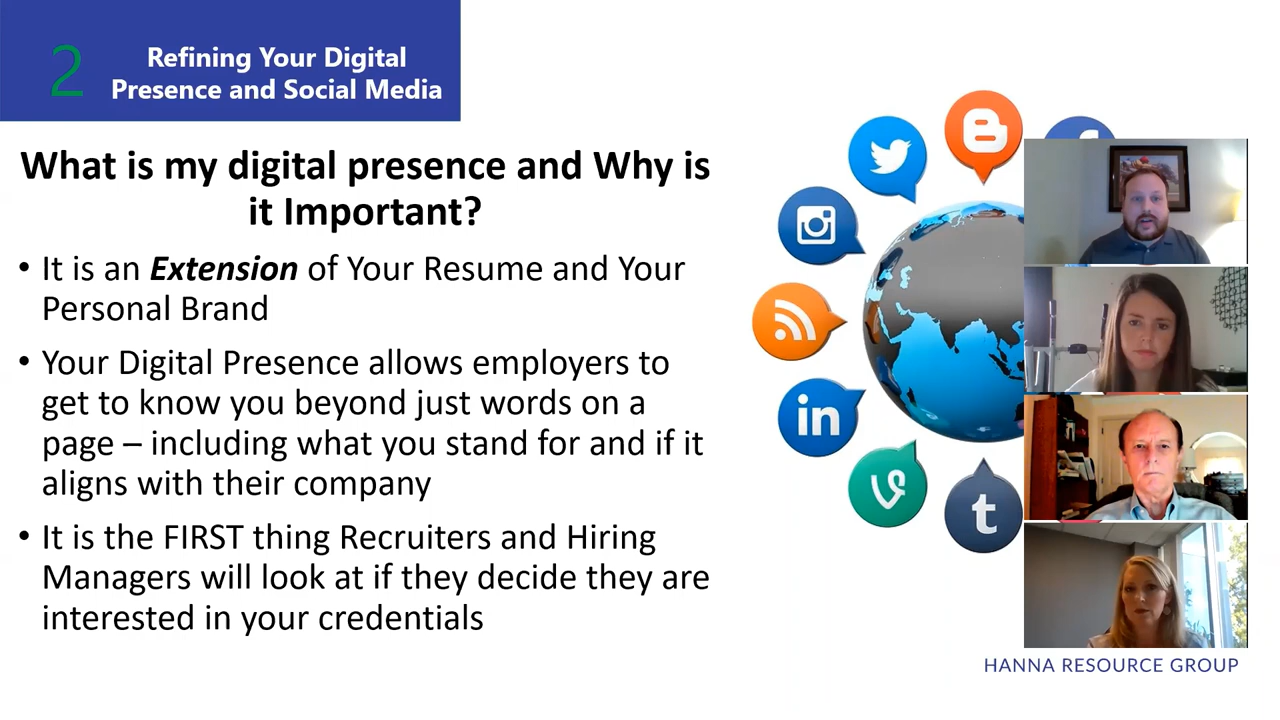 2
Refining Your Digital
Presence and Social Media
What is my digital presence and Why is
it Important?
• It is an Extension of Your Resume and Your
Personal Brand
• Your Digital Presence allows employers to
get to know you beyond just words on a
page – including what you stand for and if it
aligns with their company
• It is the FIRST thing Recruiters and Hiring
Managers will look at if they decide they are
interested in your credentials
in
t
HANNA RESOURCE GROUP